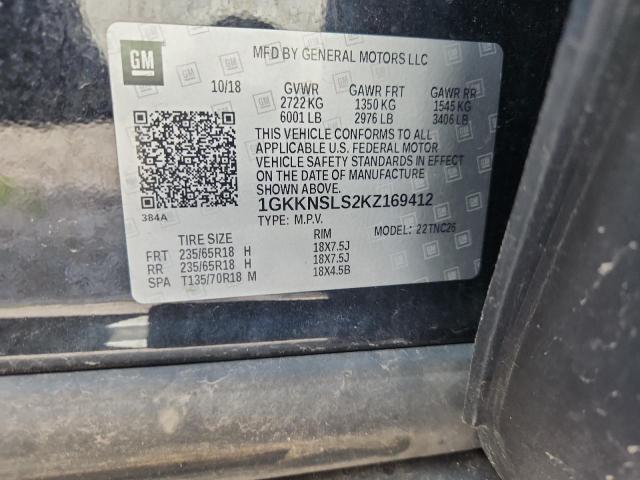 GM
MFD BY GENERAL MOTORS LLC
10/18 GVWR GAWR FRT GAWR RR
2722 KG 1350 KG 1545 KG
6001 LB 2976 LB 3406 LB
THIS VEHICLE CONFORMS TO ALL
APPLICABLE U.S. FEDERAL MOTOR
VEHICLE SAFETY STANDARDS IN EFFECT
ON THE DATE OF MANUFACTURE
SHOWN ABOVE.
384A 1GKKNSLS2KZ169412
TYPE: M.P.V. MODEL: 22TNC26
TIRE SIZE RIM
FRT 235/65R18 H 18X7.5J
RR 235/65R18 H 18X7.5J
SPA T135/70R18 M 18X4.5B